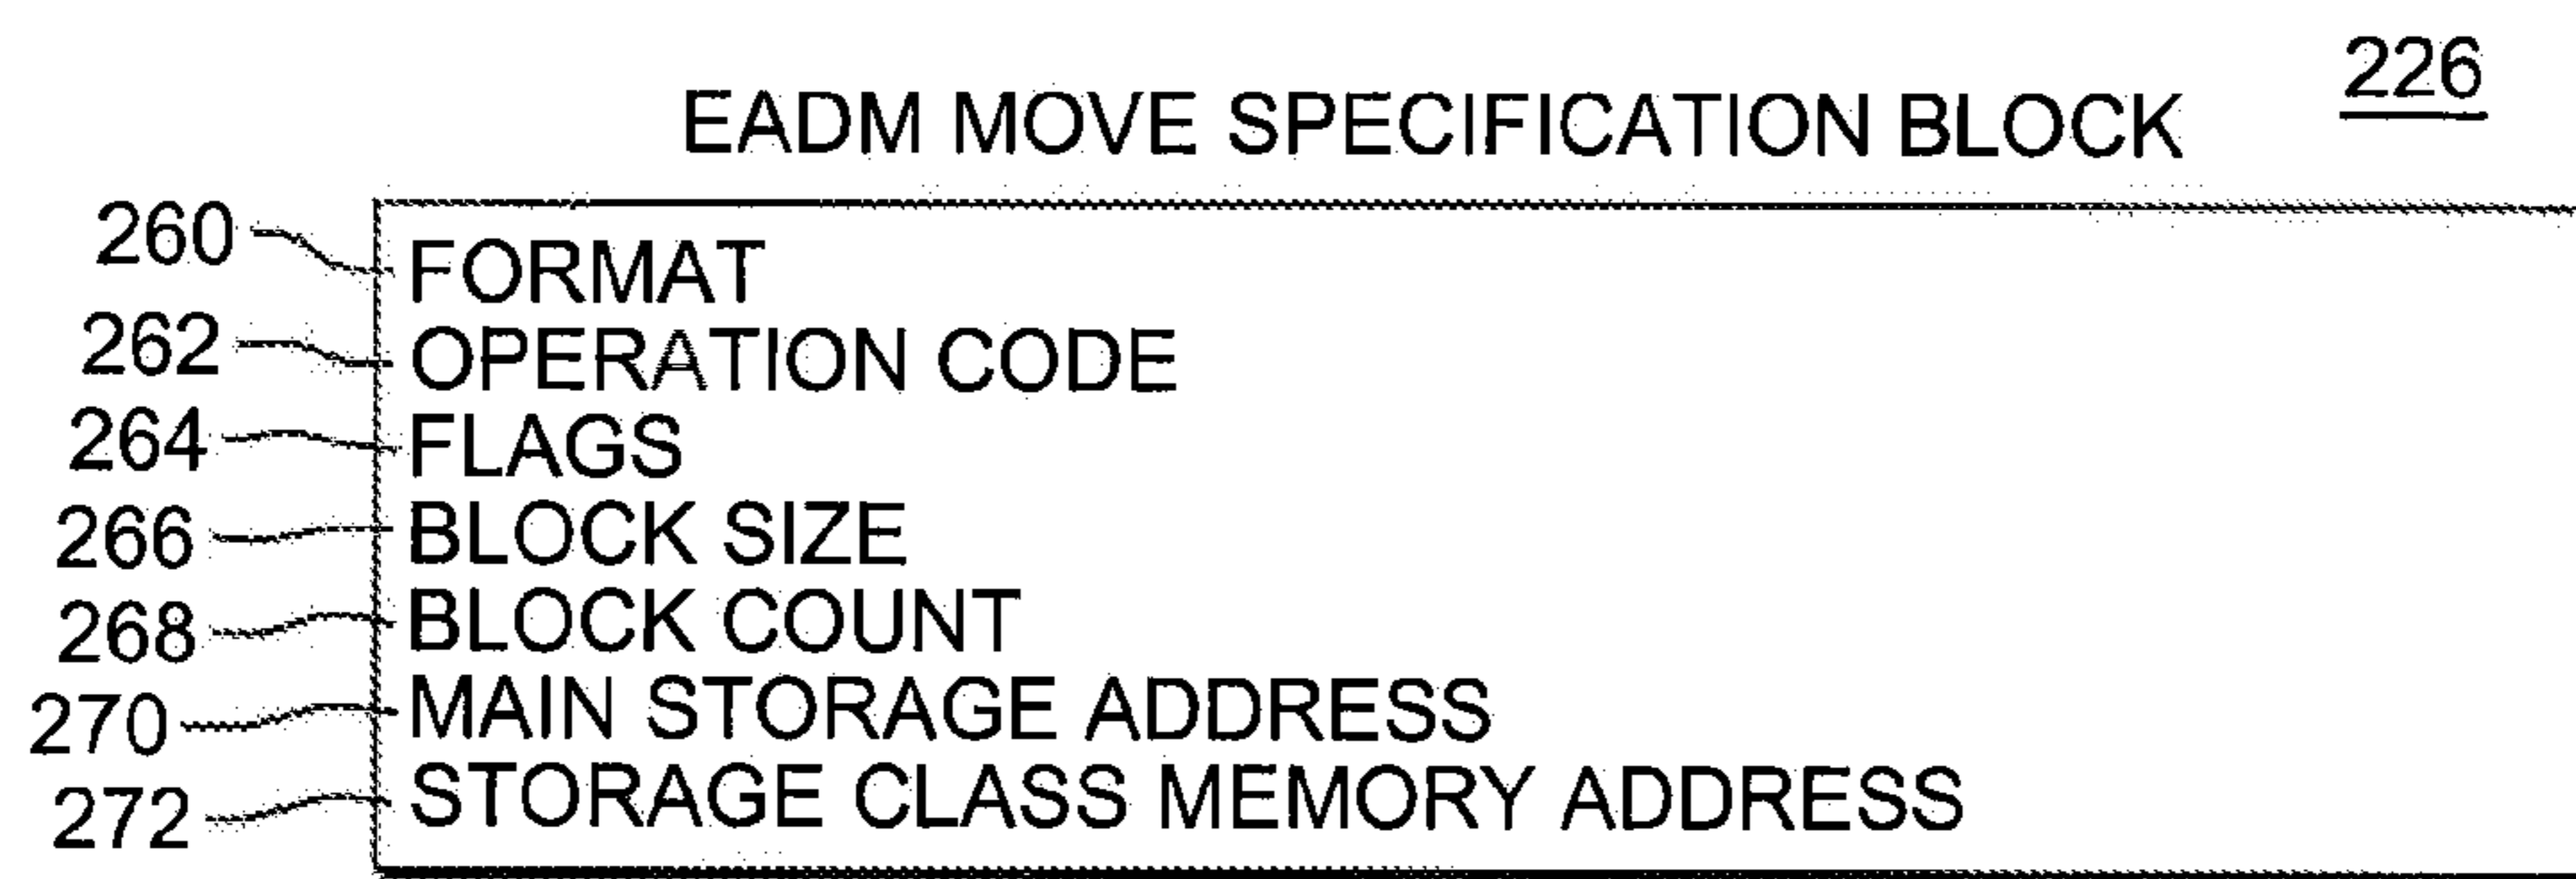 226
EADM MOVE SPECIFICATION BLOCK
260 FORMAT
262 OPERATION CODE
264 FLAGS
266 BLOCK SIZE
268 BLOCK COUNT
270 MAIN STORAGE ADDRESS
272 STORAGE CLASS MEMORY ADDRESS